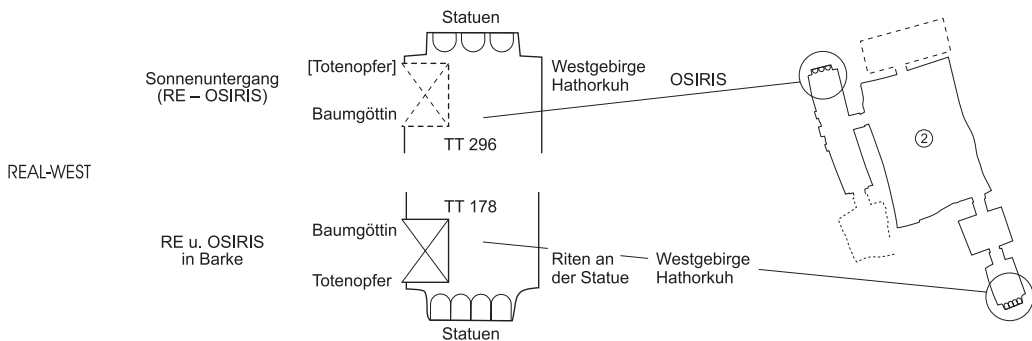 Statuen
Sonnenuntergang
(RE – OSIRIS)
[Totenopfer]
Baumgöttin
Westgebirge
Hathorkuh
OSIRIS
TT 296
2
REAL-WEST
TT 178
RE u. OSIRIS
in Barke
Baumgöttin
Totenopfer
Riten an
der Statue
Westgebirge
Hathorkuh
Statuen